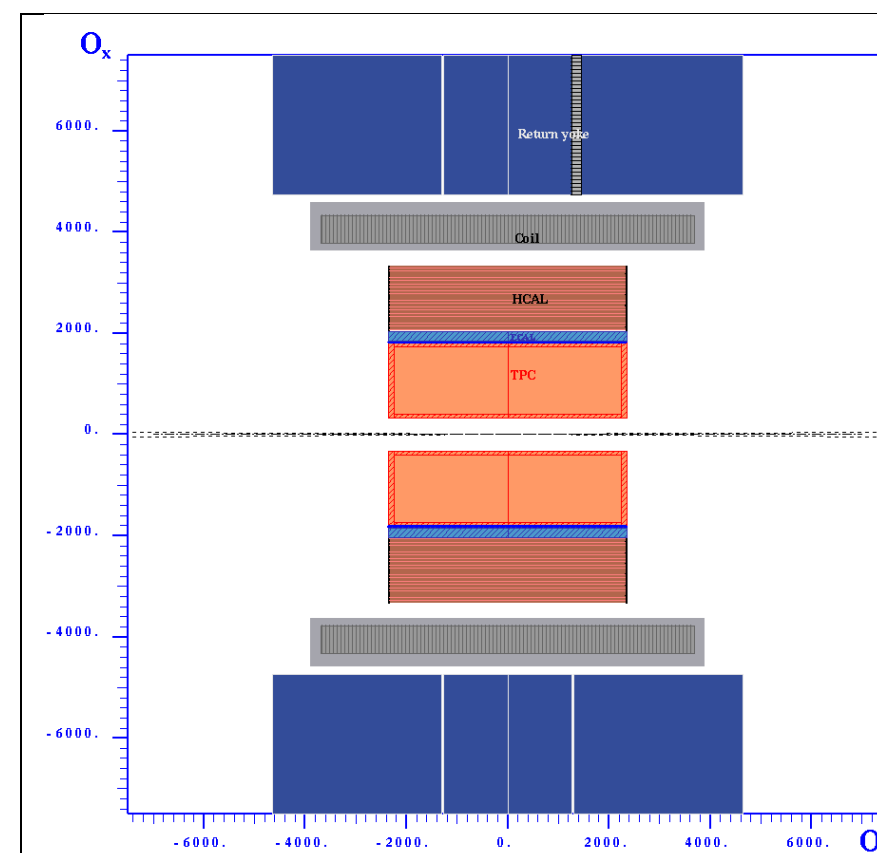 Ox
6000.
Return yoke
4000.
Coil
HCAL
2000.
ECAL
TPC
0.
-2000.
-4000.
-6000.
-6000. -4000. -2000. 0. 2000. 4000. 6000. O